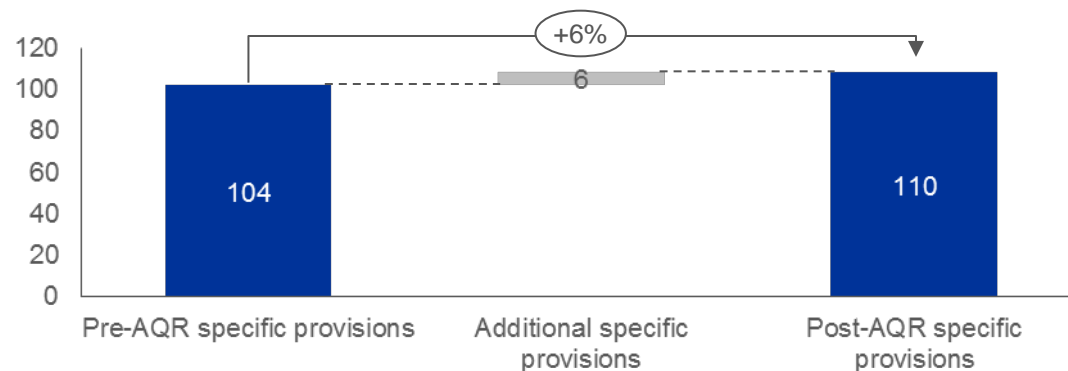 +6%
120
100
80
60
40
20
0
104
6
110
Pre-AQR specific provisions
Additional specific
provisions
Post-AQR specific
provisions